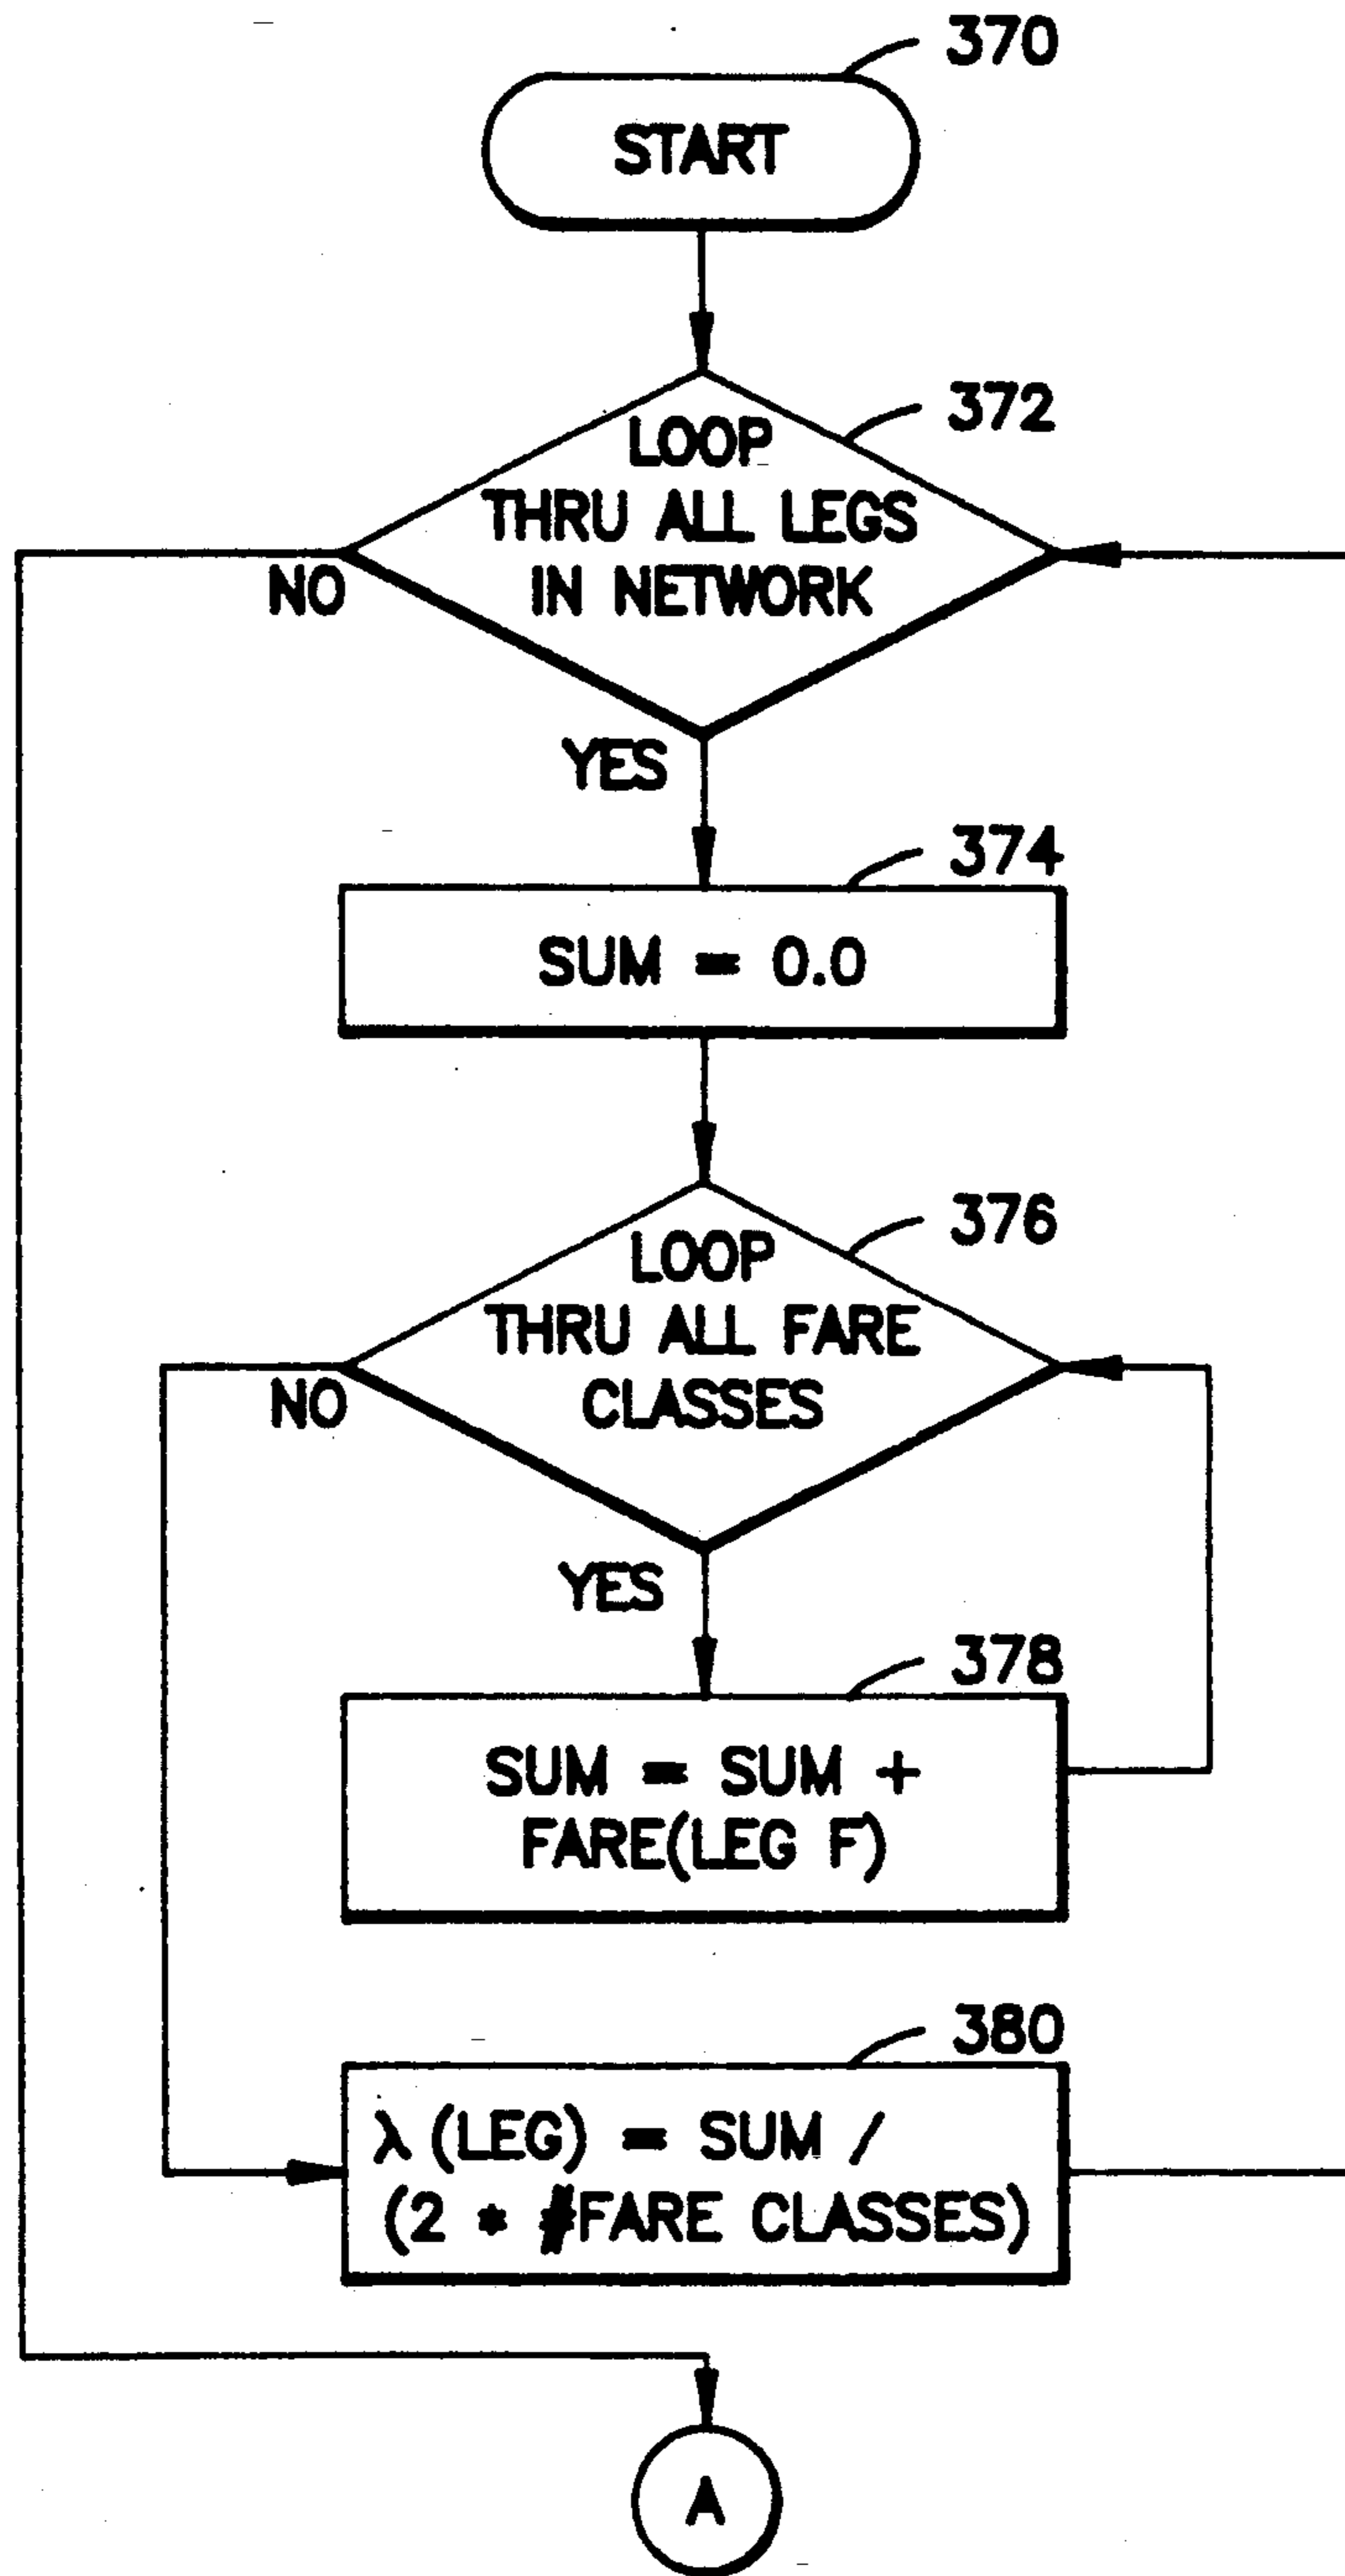 370
START
372
LOOP
THRU ALL LEGS
IN NETWORK
NO
YES
374
SUM = 0.0
376
LOOP
THRU ALL FARE
CLASSES
NO
YES
378
SUM = SUM +
FARE(LEG F)
380
λ (LEG) = SUM /
(2 * #FARE CLASSES)
A